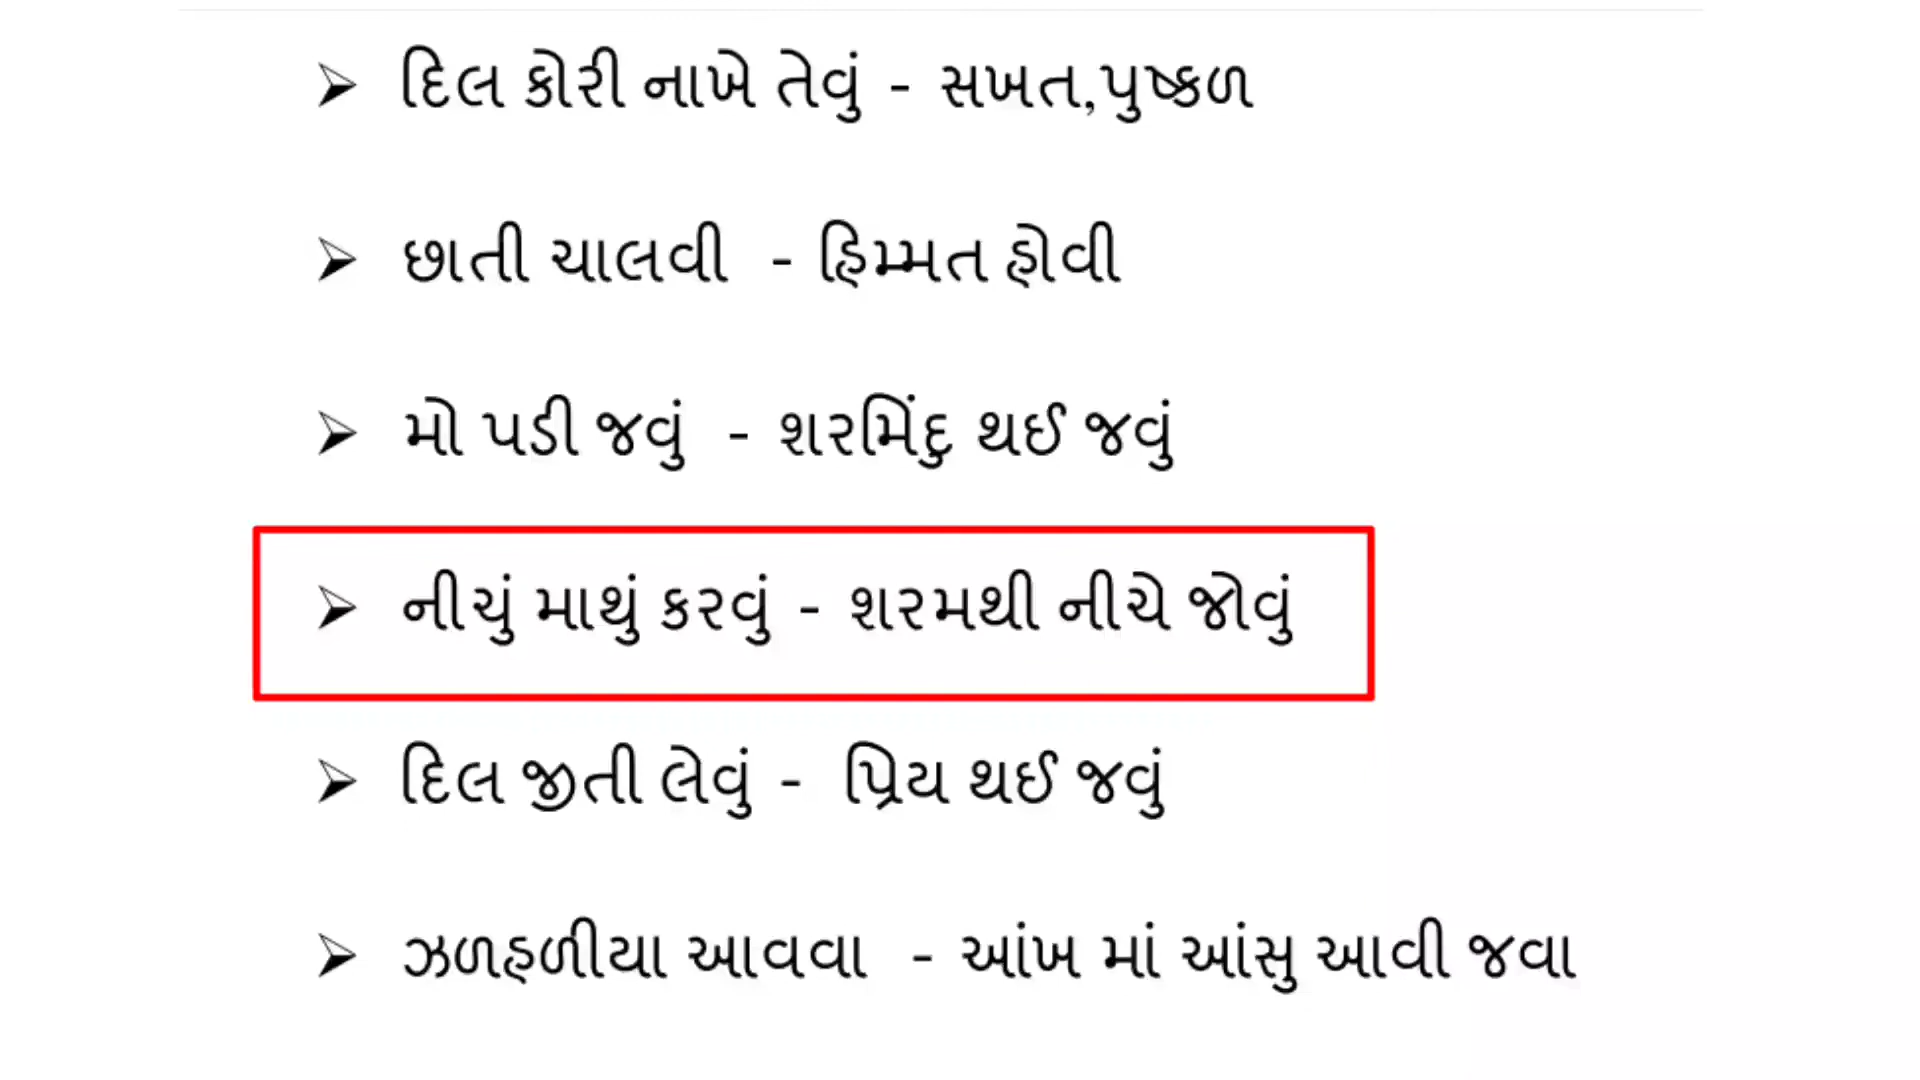 ➢ દિલ કોરી નાખે તેવું - સખત,પુષ્કળ
➢ છાતી ચાલવી - હિમ્મત હોવી
➢ મો પડી જવું - શરમિંદુ થઈ જવું
➢ નીચું માથું કરવું - શરમથી નીચે જોવું
➢ દિલ જીતી લેવું - પ્રિય થઈ જવું
➢ ઝળહળીયા આવવા - આંખ માં આંસુ આવી જવા